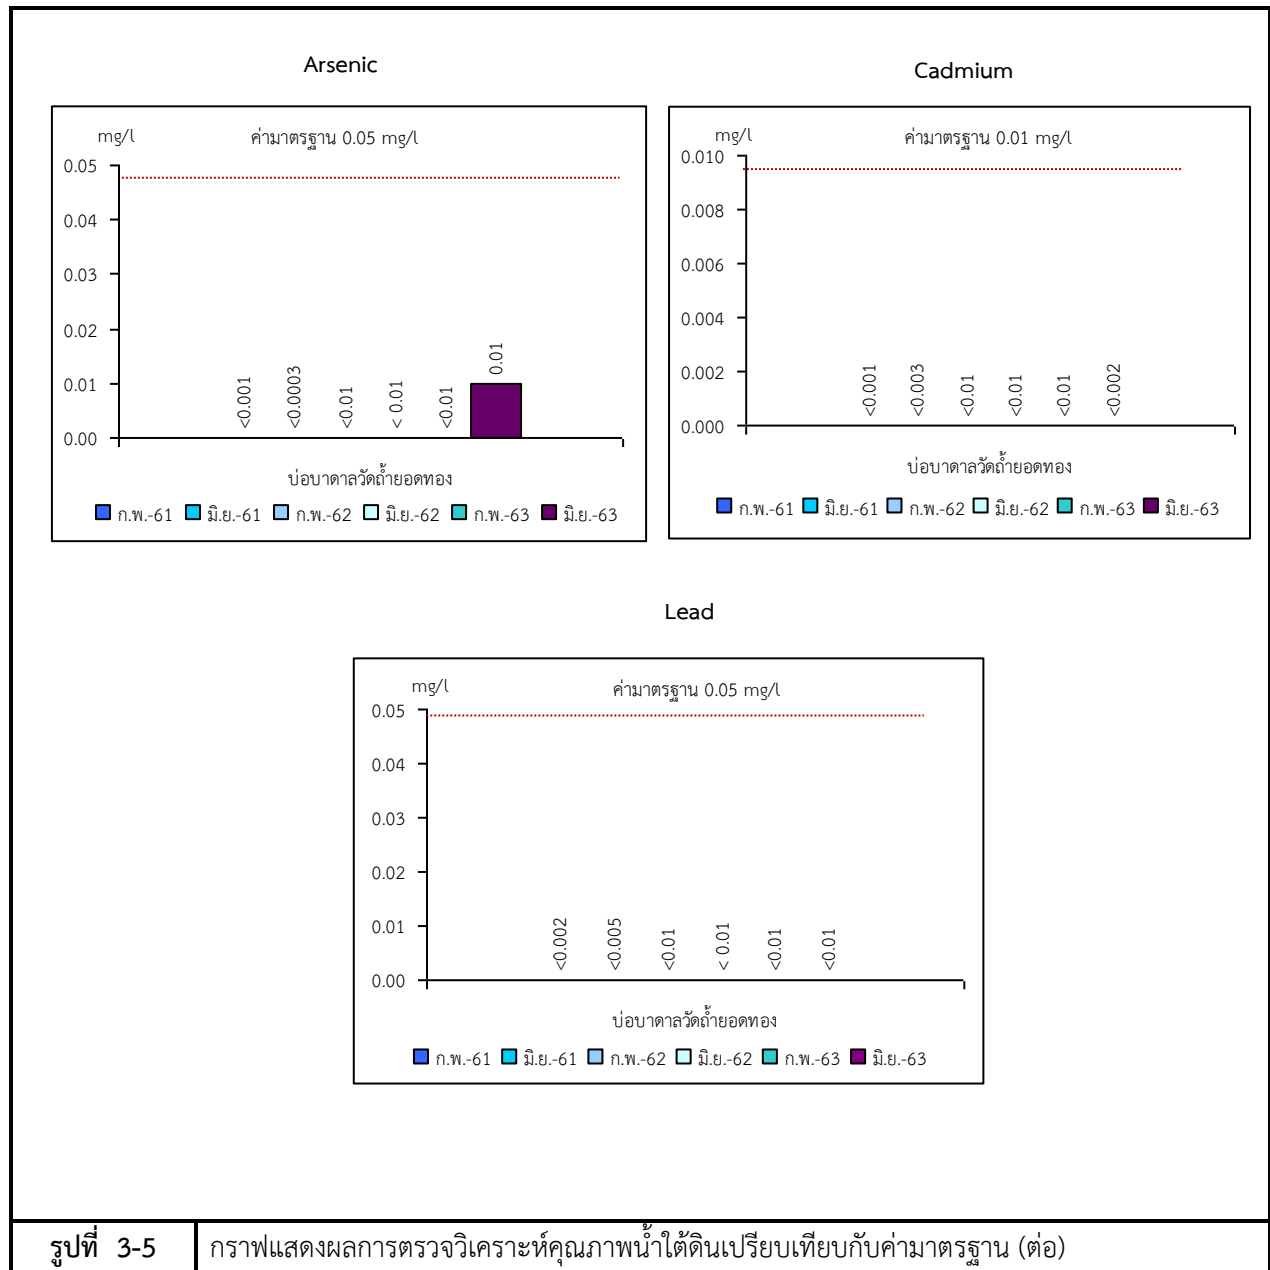 Arsenic
mg/l
ค่ามาตรฐาน 0.05 mg/l
0.05
0.04
0.03
0.02
0.01
0.00
<0.001
<0.0003
<0.01
< 0.01
<0.01
0.01
บ่อบาดาลวัดถ้ำยอดทอง
ก.พ.-61 มิ.ย.-61 ก.พ.-62 มิ.ย.-62 ก.พ.-63 มิ.ย.-63
Cadmium
mg/l
ค่ามาตรฐาน 0.01 mg/l
0.010
0.008
0.006
0.004
0.002
0.000
<0.001
<0.003
<0.01
<0.01
<0.01
<0.002
บ่อบาดาลวัดถ้ำยอดทอง
ก.พ.-61 มิ.ย.-61 ก.พ.-62 มิ.ย.-62 ก.พ.-63 มิ.ย.-63
Lead
mg/l
ค่ามาตรฐาน 0.05 mg/l
0.05
0.04
0.03
0.02
0.01
0.00
<0.002
<0.005
<0.01
< 0.01
<0.01
<0.01
บ่อบาดาลวัดถ้ำยอดทอง
ก.พ.-61 มิ.ย.-61 ก.พ.-62 มิ.ย.-62 ก.พ.-63 มิ.ย.-63
รูปที่ 3-5 กราฟแสดงผลการตรวจวิเคราะห์คุณภาพน้ำใต้ดินเปรียบเทียบกับค่ามาตรฐาน (ต่อ)